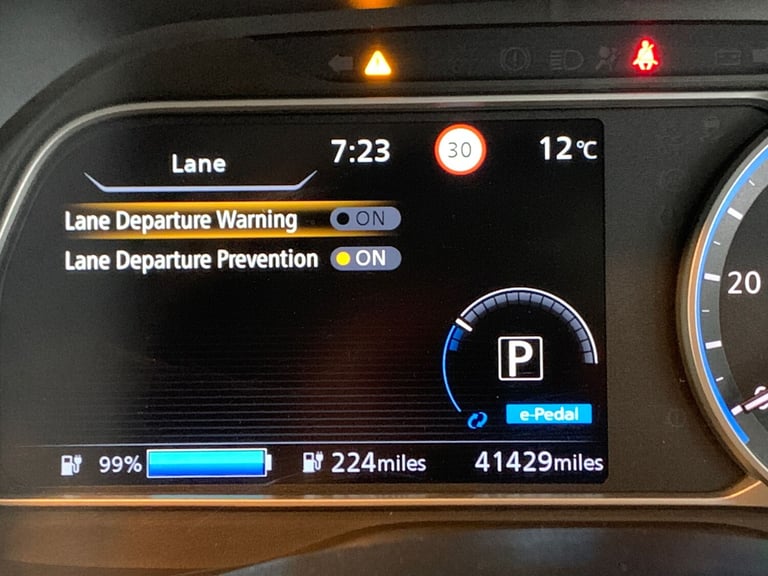 Lane
7:23
30
12°C
Lane Departure Warning ON
Lane Departure Prevention ON
20
P
e-Pedal
99%
224miles
41429miles